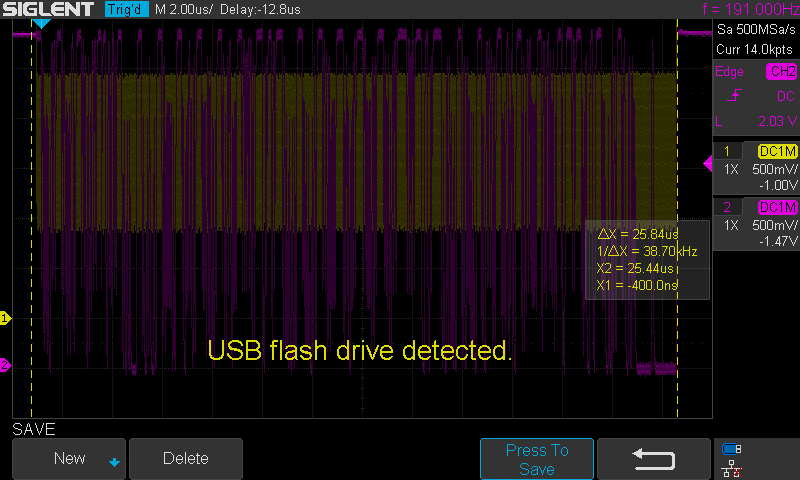 SIGLENT Trig'd M 2.00us/ Delay:-12.8us f = 191.000Hz
Sa 500MSa/s
Curr 14.0kpts
Edge CH2
DC
L 2.03 V
1 DC1M
1X 500mV/
-1.00V
2 DC1M
1X 500mV/
-1.47V
△X = 25.84us
1/△X = 38.70kHz
X2 = 25.44us
X1 = -400.0ns
1
2
USB flash drive detected.
SAVE
New
Delete
Press To
Save